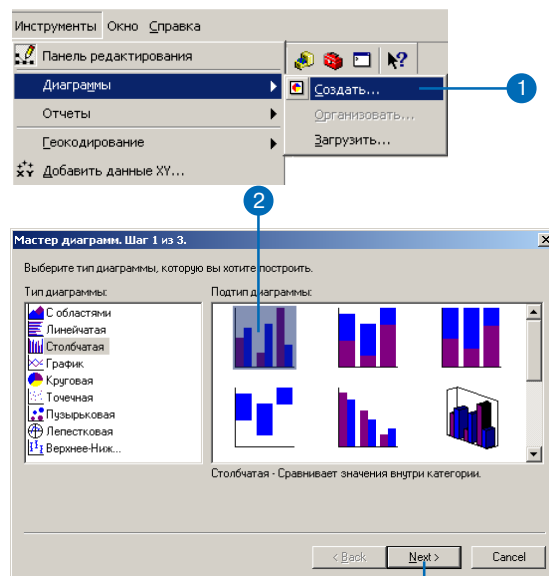 Инструменты Окно Справка
Панель редактирования
Диаграммы
Создать...
1
Отчеты
Организовать...
Геокодирование
Загрузить...
Добавить данные XY...
2
Мастер диаграмм. Шаг 1 из 3.
Выберите тип диаграммы, которую вы хотите построить.
Тип диаграммы:
Подтип диаграммы:
С областями
Линейчатая
Столбчатая
График
Круговая
Точечная
Пузырьковая
Лепестковая
Верхнее-Ниж...
Столбчатая - Сравнивает значения внутри категории.
< Back
Next >
Cancel